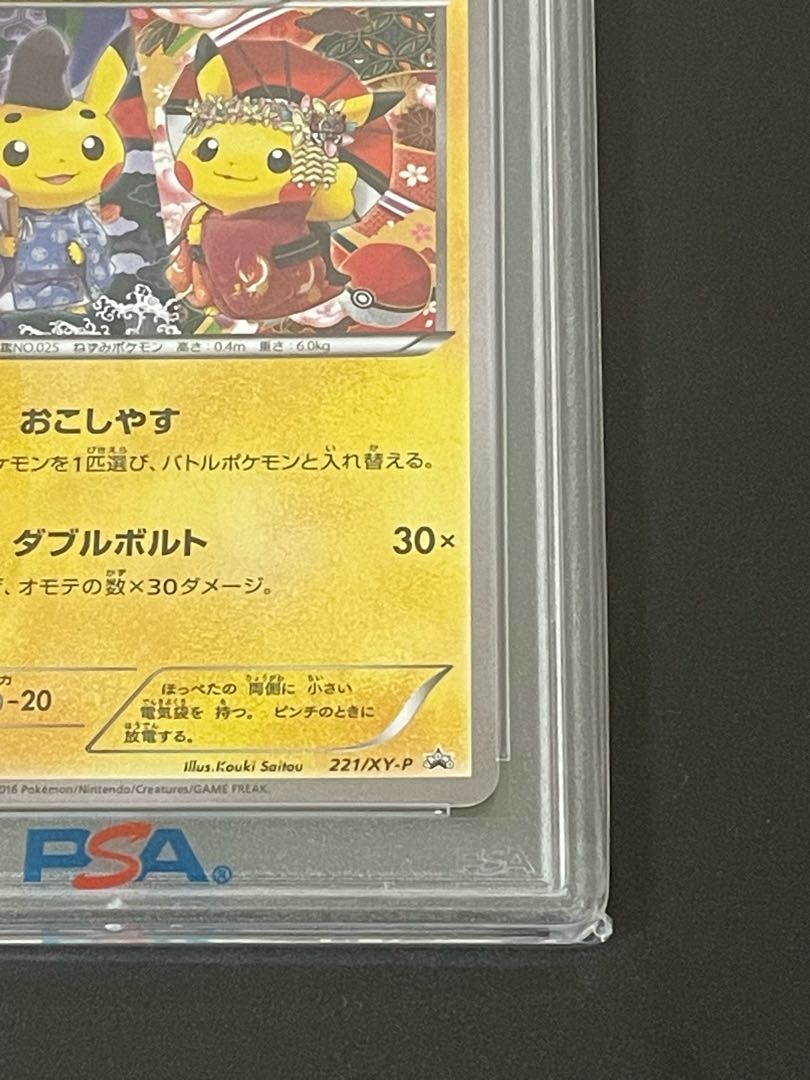 鑑NO.025 ねずみポケモン 高さ：0.4m 重さ：6.0kg
おこしやす
ケモンを1匹選び、バトルポケモンと入れ替える。
ダブルボルト 30×
、オモテの数×30ダメージ。
-20
ほっぺたの 両側に 小さい
電気袋を 持つ。 ピンチのときに
放電する。
Illus.Kouki Saitou 221/XY-P
016 Pokémon/Nintendo/Creatures/GAME FREAK.
PSA®
PSA